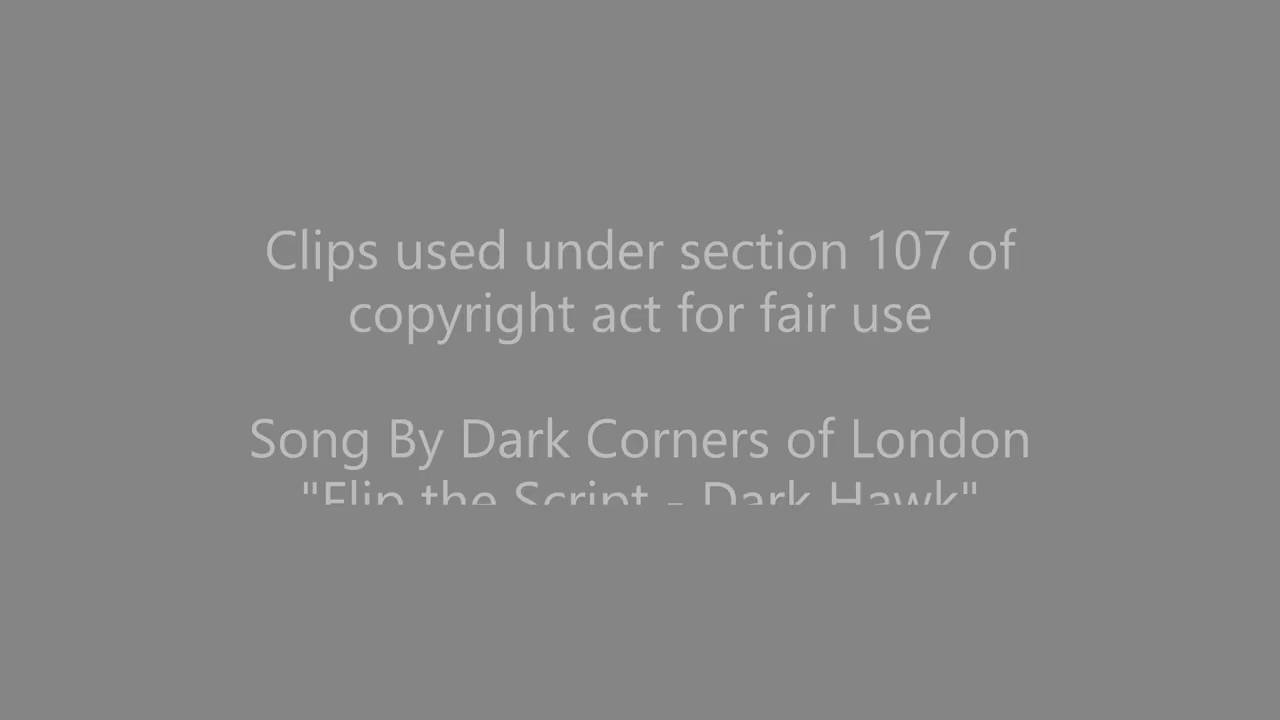 Clips used under section 107 of
copyright act for fair use
Song By Dark Corners of London
"Flip the Script - Dark Hawk"